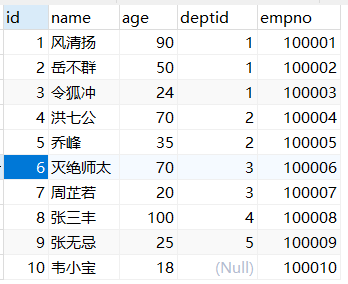 id name age deptid empno
1 风清扬 90 1 100001
2 岳不群 50 1 100002
3 令狐冲 24 1 100003
4 洪七公 70 2 100004
5 乔峰 35 2 100005
6 灭绝师太 70 3 100006
7 周芷若 20 3 100007
8 张三丰 100 4 100008
9 张无忌 25 5 100009
10 韦小宝 18 (Null) 100010